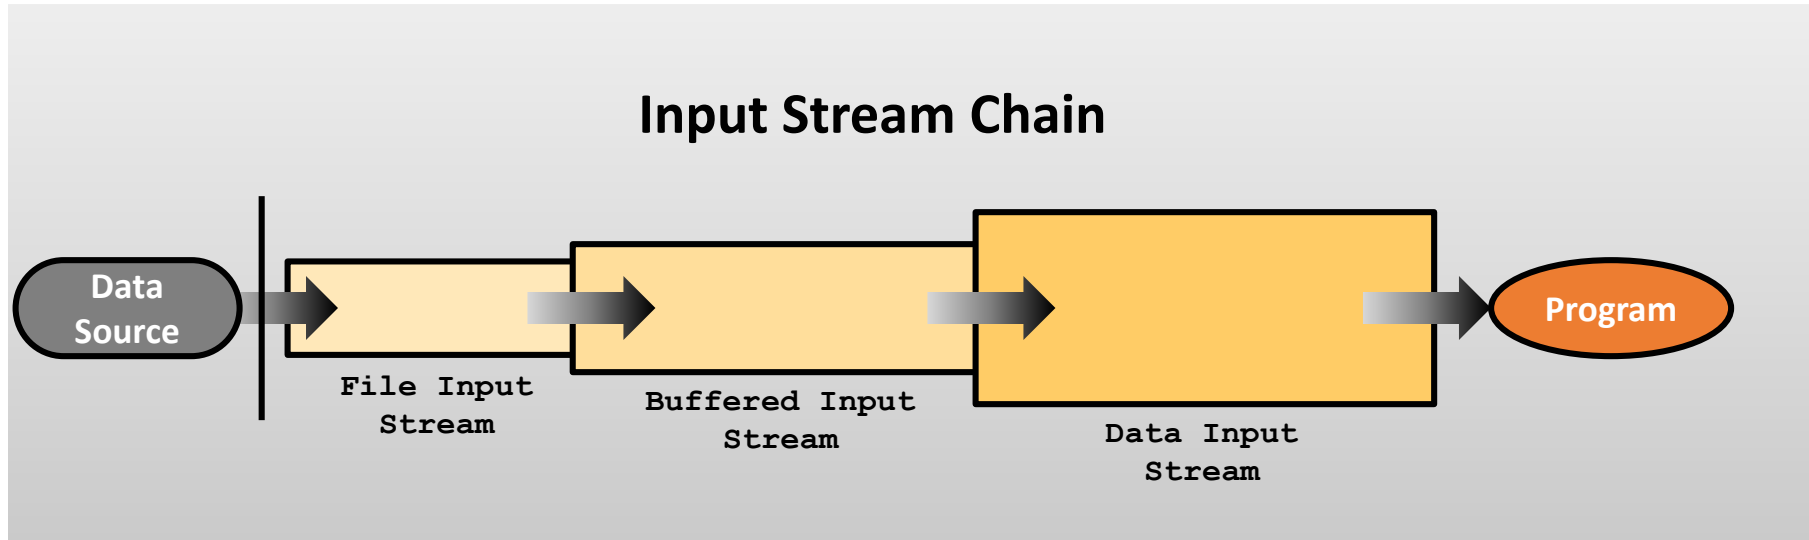 Input Stream Chain
Data
Source
File Input
Stream
Buffered Input
Stream
Data Input
Stream
Program